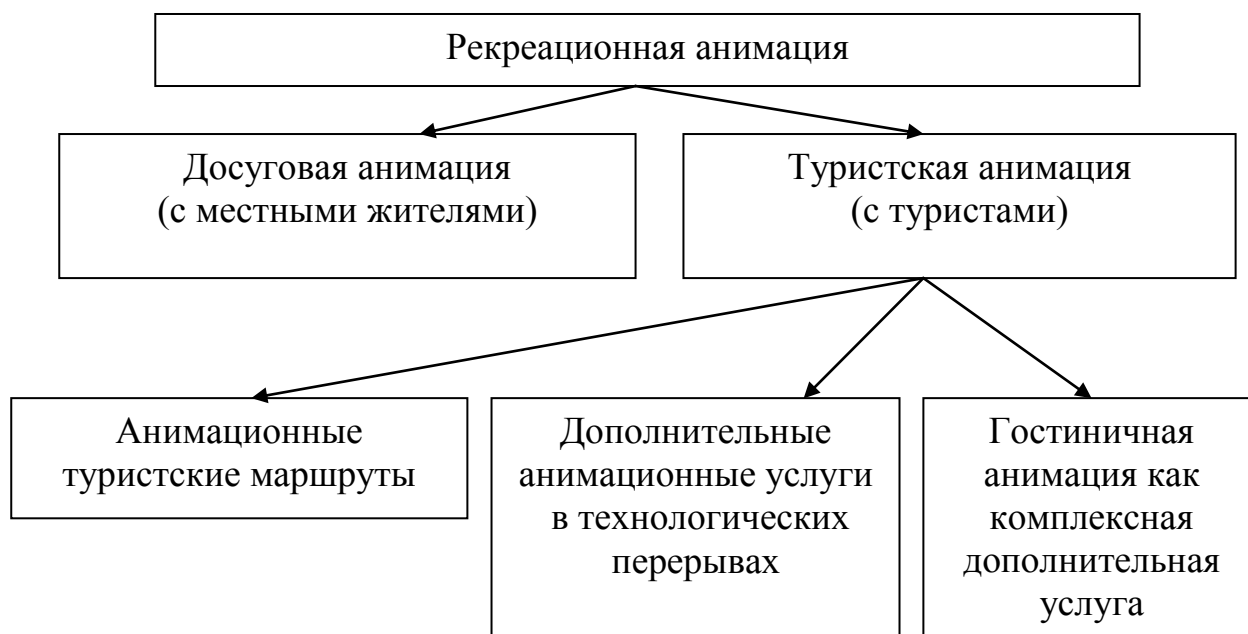 Рекреационная анимация
Досуговая анимация
(с местными жителями)
Туристская анимация
(с туристами)
Анимационные
туристские маршруты
Дополнительные
анимационные услуги
в технологических
перерывах
Гостиничная
анимация как
комплексная
дополнительная
услуга